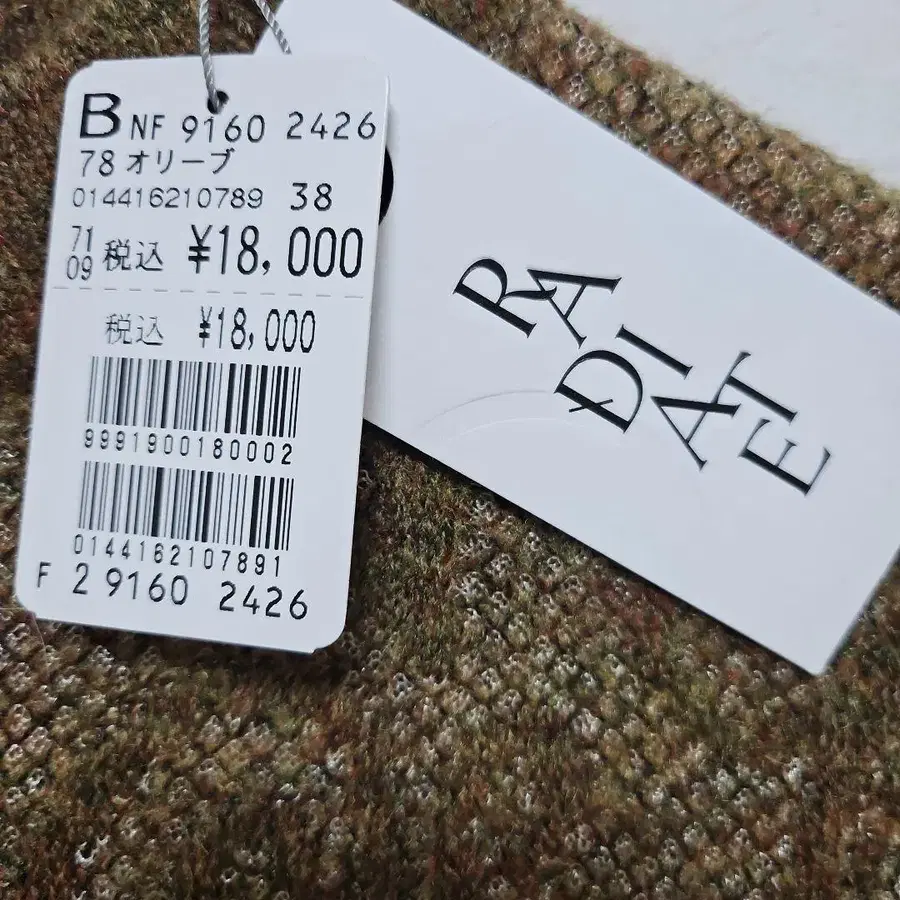 B NF 9160 2426
78 オリーブ
014416210789 38
71
09 税込 ¥18,000
税込 ¥18,000
9991900180002
0144162107891
F 2 9160 2426
RA
DI
AT
E